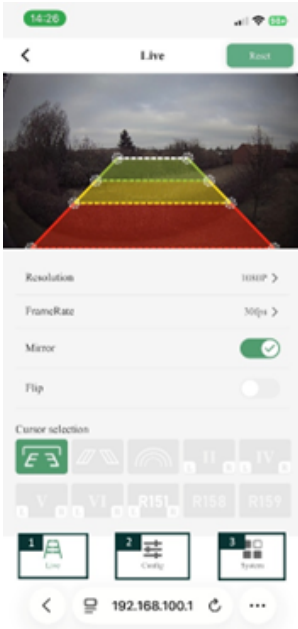 14:26
Live
Reset
Resolution
1080P
FrameRate
30fps
Mirror
Flip
Cursor selection
L II R
L IV R
L V R
L VI R
L R151 R
R158
R159
1
2
3
Live
Config
System
192.168.100.1